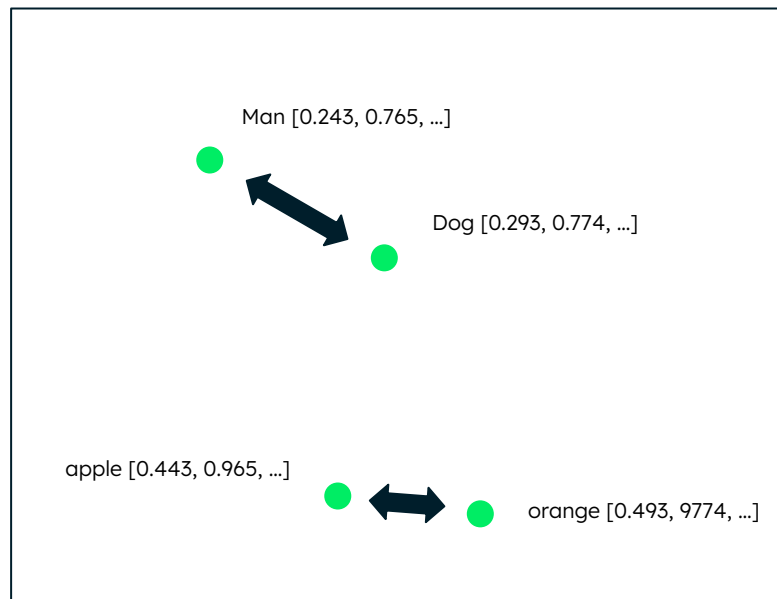 Man [0.243, 0.765, ...]
Dog [0.293, 0.774, ...]
apple [0.443, 0.965, ...]
orange [0.493, 9774, ...]